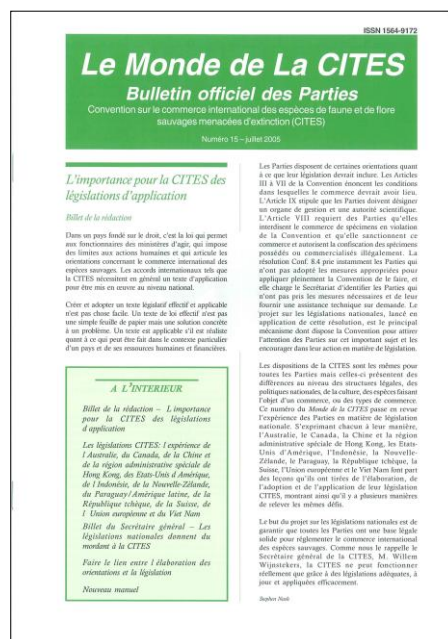 ISSN 1564-9172
Le Monde de La CITES
Bulletin officiel des Parties
Convention sur le commerce international des espèces de faune et de flore
sauvages menacées d'extinction (CITES)
Numéro 15 – juillet 2005
L'importance pour la CITES des
législations d'application
Billet de la rédaction
Dans un pays fondé sur le droit, c'est la loi qui permet
aux fonctionnaires des ministères d'agir, qui impose
des limites aux actions humaines et qui articule les
orientations concernant le commerce international des
espèces sauvages. Les accords internationaux tels que
la CITES nécessitent en général un texte d'application
pour être mis en œuvre au niveau national.
Créer et adopter un texte législatif effectif et applicable
n'est pas chose facile. Un texte de loi effectif n'est pas
une simple feuille de papier mais une solution concrète
à un problème. Un texte est applicable s'il est réaliste
quant à ce qui peut être fait dans le contexte particulier
d'un pays et de ses ressources humaines et financières.
A L'INTERIEUR
Billet de la rédaction – L importance
pour la CITES des législations
d application
Les législations CITES: l expérience de
l Australie, du Canada, de la Chine et
de la région administrative spéciale de
Hong Kong, des Etats-Unis d Amérique,
de l Indonésie, de la Nouvelle-Zélande,
du Paraguay/Amérique latine, de la
République tchèque, de la Suisse, de
l Union européenne et du Viet Nam
Billet du Secrétaire général – Les
législations nationales donnent du
mordant à la CITES
Faire le lien entre l élaboration des
orientations et la législation
Nouveau manuel
Les Parties disposent de certaines orientations quant
à ce que leur législation devrait inclure. Les Articles
III à VII de la Convention énoncent les conditions
dans lesquelles le commerce devrait avoir lieu.
L'Article IX stipule que les Parties doivent désigner
un organe de gestion et une autorité scientifique.
L'Article VIII requiert des Parties qu'elles
interdisent le commerce de spécimens en violation
de la Convention et qu'elle sanctionnent ce
commerce et autorisent la confiscation des spécimens
possédés ou commercialisés illégalement. La
résolution Conf. 8.4 prie instamment les Parties qui
n'ont pas adopté les mesures appropriées pour
appliquer pleinement la Convention de le faire, et
elle charge le Secrétariat d'identifier les Parties qui
n'ont pas pris les mesures nécessaires et de leur
fournir une assistance technique sur demande. Le
projet sur les législations nationales, lancé en
application de cette résolution, est le principal
mécanisme dont dispose la Convention pour attirer
l'attention des Parties sur cet important sujet et les
encourager dans leur action en matière de législation.
Les dispositions de la CITES sont les mêmes pour
toutes les Parties mais celles-ci présentent des
différences au niveau des structures légales, des
politiques nationales, de la culture, des espèces faisant
l'objet d'un commerce, ou des types de commerce.
Ce numéro du Monde de la CITES passe en revue
l'expérience des Parties en matière de législation
nationale. S'exprimant chacun à leur manière,
l'Australie, le Canada, la Chine et la région
administrative spéciale de Hong Kong, les Etats-
Unis d'Amérique, l'Indonésie, la Nouvelle-
Zélande, le Paraguay, la République tchèque, la
Suisse, l'Union européenne et le Viet Nam font part
des leçons qu'ils ont tirées de l'élaboration, de
l'adoption et de l'application de leur législation
CITES, montrant ainsi qu'il y a plusieurs manières
de relever les mêmes défis.
Le but du projet sur les législations nationales est de
garantir que toutes les Parties ont une base légale
solide pour réglementer le commerce international
des espèces sauvages. Comme nous le rappelle le
Secrétaire général de la CITES, M. Willem
Wijnstekers, la CITES ne peut fonctionner
réellement que grâce à des législations adéquates, à
jour et appliquées efficacement.
Stephen Nash